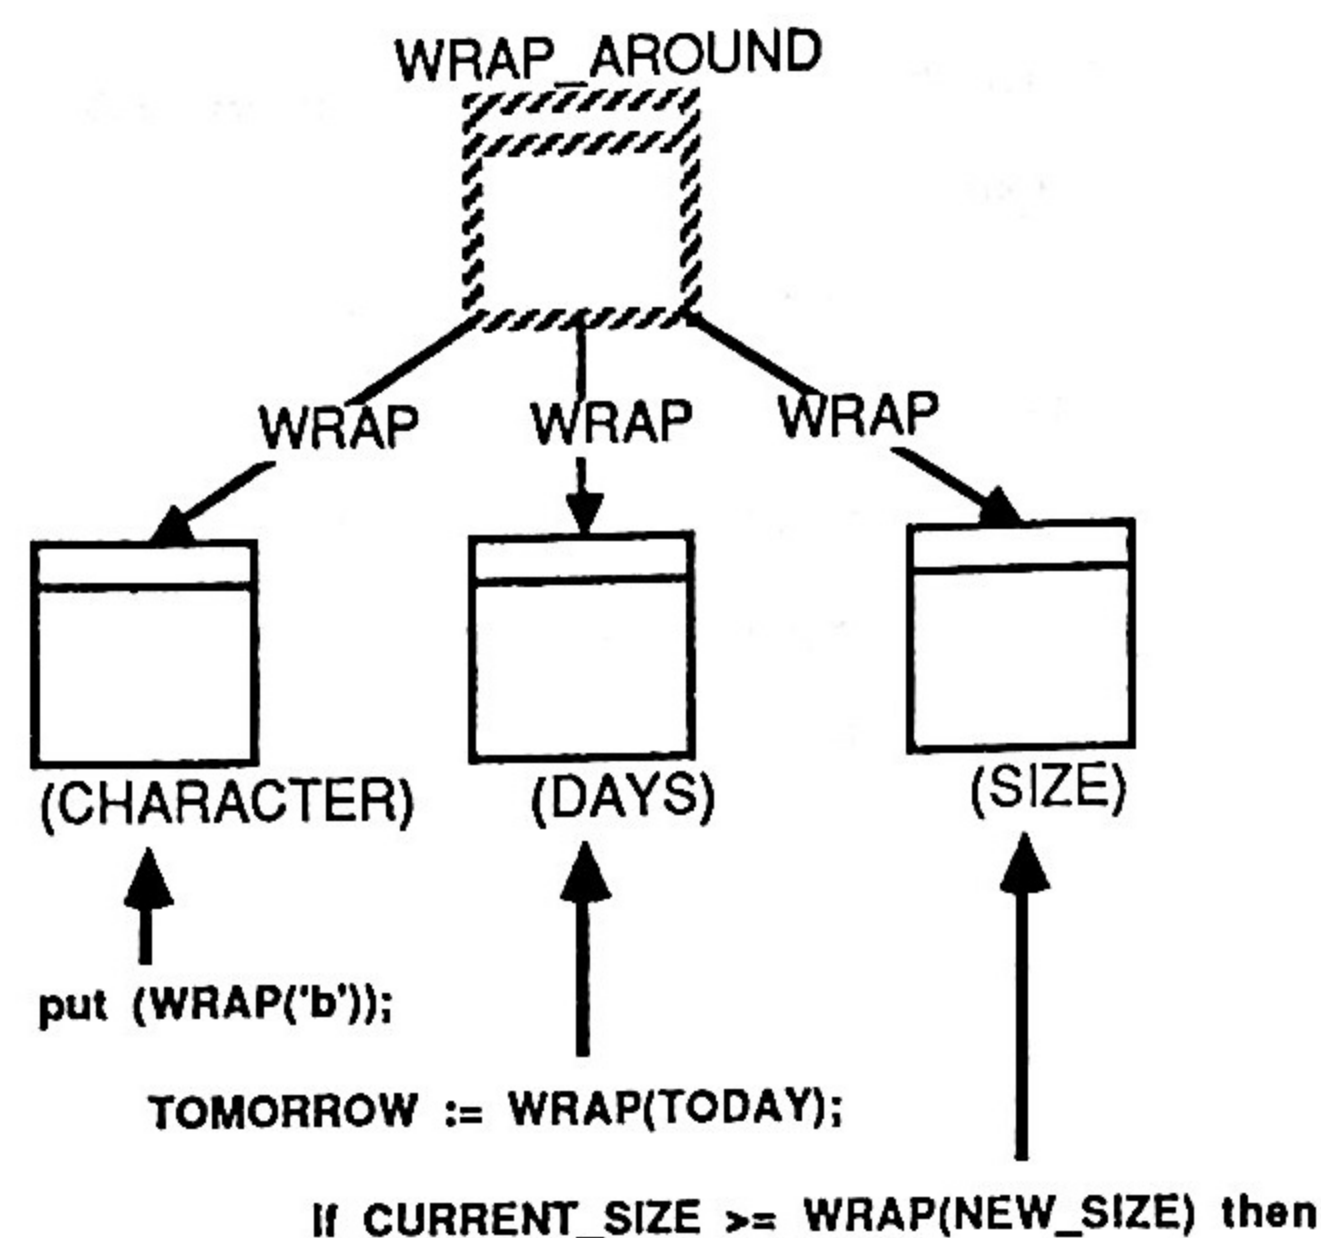 WRAP_AROUND
WRAP WRAP WRAP
(CHARACTER) (DAYS) (SIZE)
put (WRAP('b'));
TOMORROW := WRAP(TODAY);
If CURRENT_SIZE >= WRAP(NEW_SIZE) then